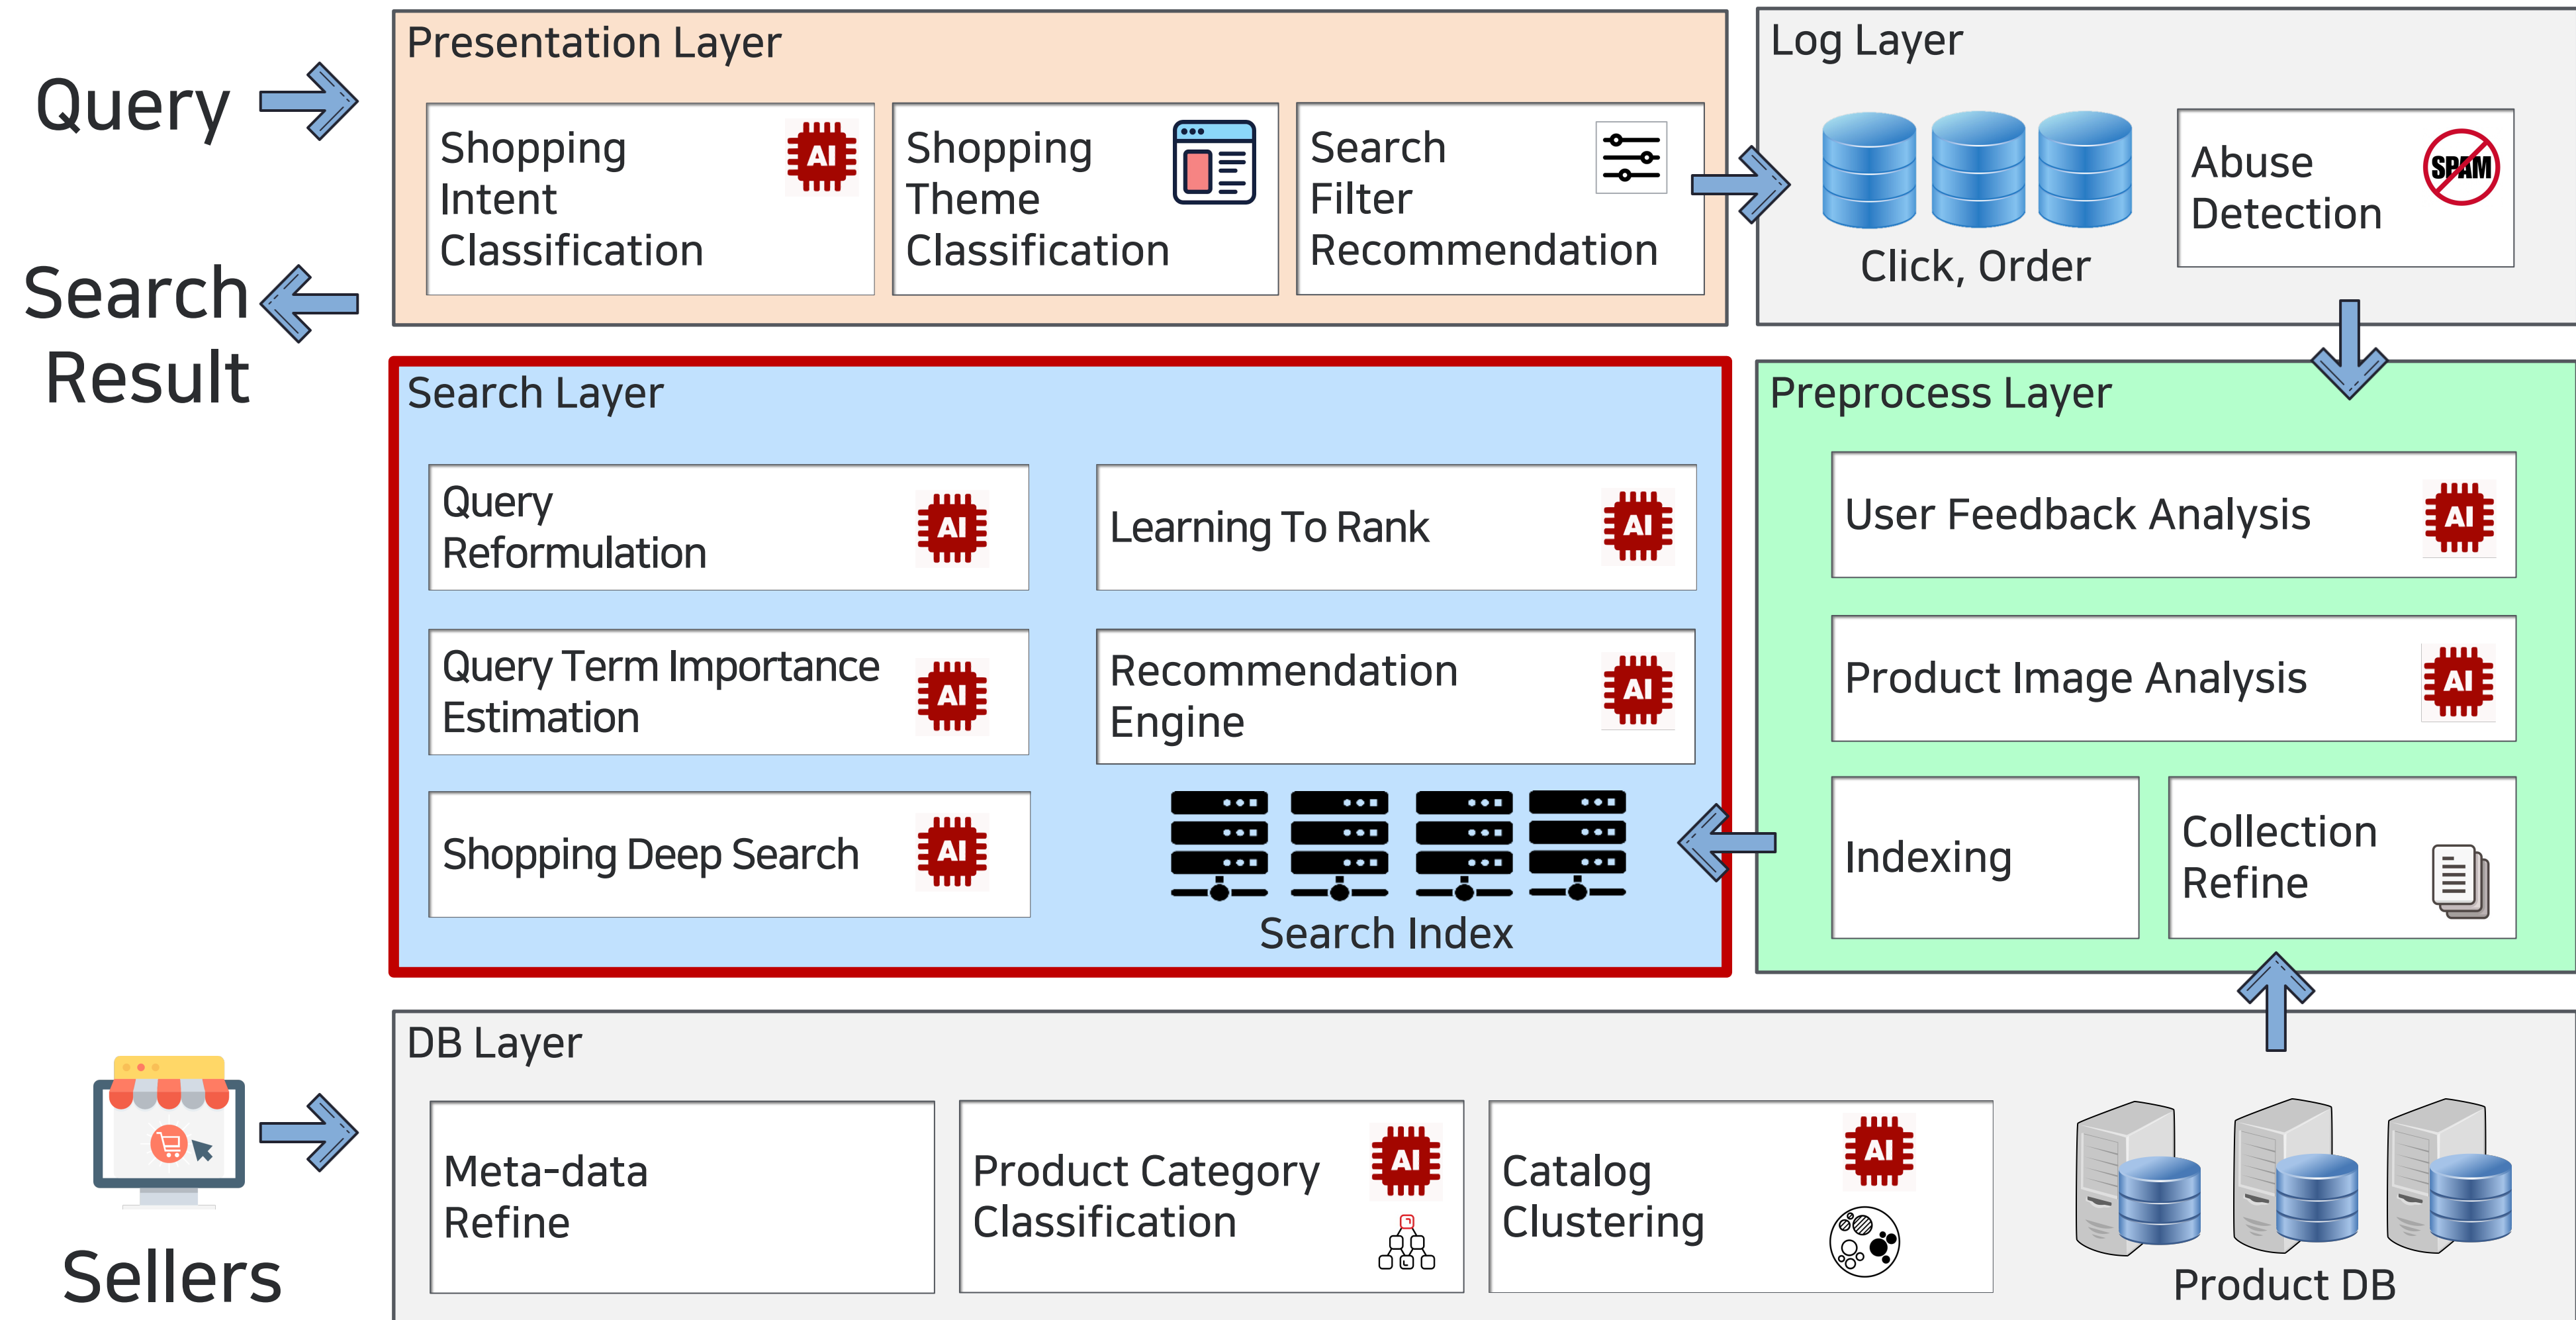 Query
Search
Result
Presentation Layer
Shopping
Intent
Classification
AI
Shopping
Theme
Classification
Search
Filter
Recommendation
Log Layer
Click, Order
Abuse
Detection
SPAM
Search Layer
Query
Reformulation
AI
Learning To Rank
AI
Query Term Importance
Estimation
AI
Recommendation
Engine
AI
Shopping Deep Search
AI
Search Index
Preprocess Layer
User Feedback Analysis
AI
Product Image Analysis
AI
Indexing
Collection
Refine
Sellers
DB Layer
Meta-data
Refine
Product Category
Classification
AI
Catalog
Clustering
AI
Product DB